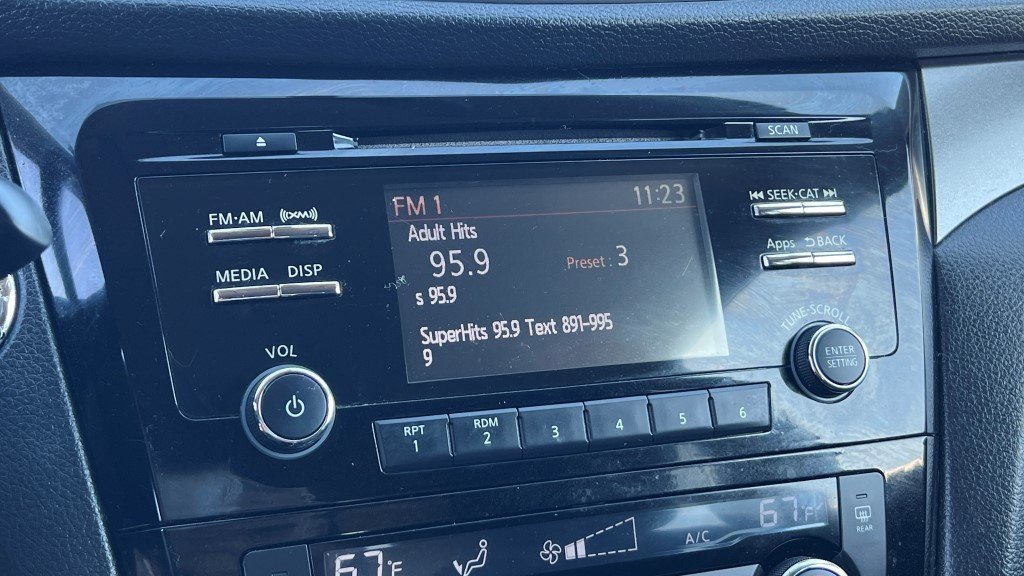 SCAN
FM·AM ((XM))
MEDIA DISP
VOL
FM 1 11:23
Adult Hits
95.9 Preset : 3
s 95.9
SuperHits 95.9 Text 891-995
9
SEEK·CAT
Apps BACK
TUNE·SCROLL
ENTER
SETTING
RPT
1
RDM
2
3
4
5
6
67°F
A/C
67°F
REAR